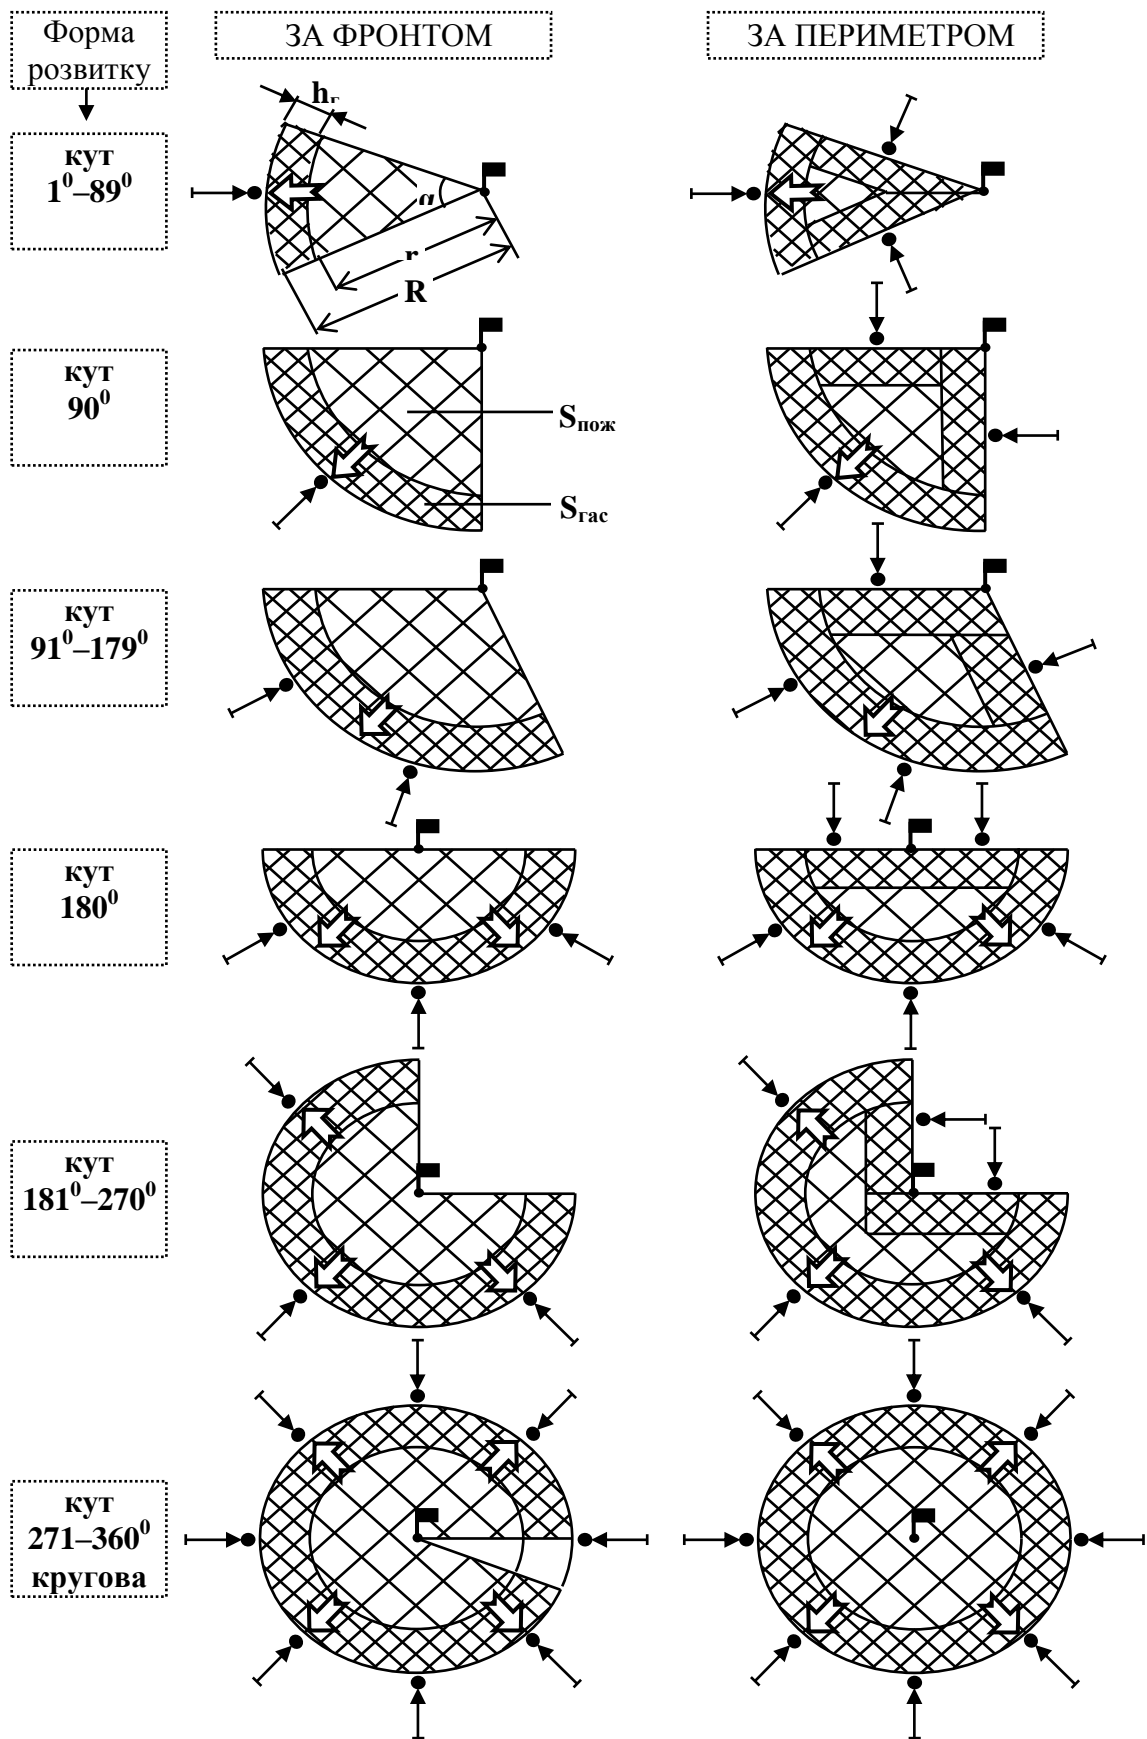 Форма
розвитку
ЗА ФРОНТОМ
ЗА ПЕРИМЕТРОМ
кут
1⁰–89⁰
hг
α
r
R
кут
90⁰
Sпож
Sгас
кут
91⁰–179⁰
кут
180⁰
кут
181⁰–270⁰
кут
271–360⁰
кругова